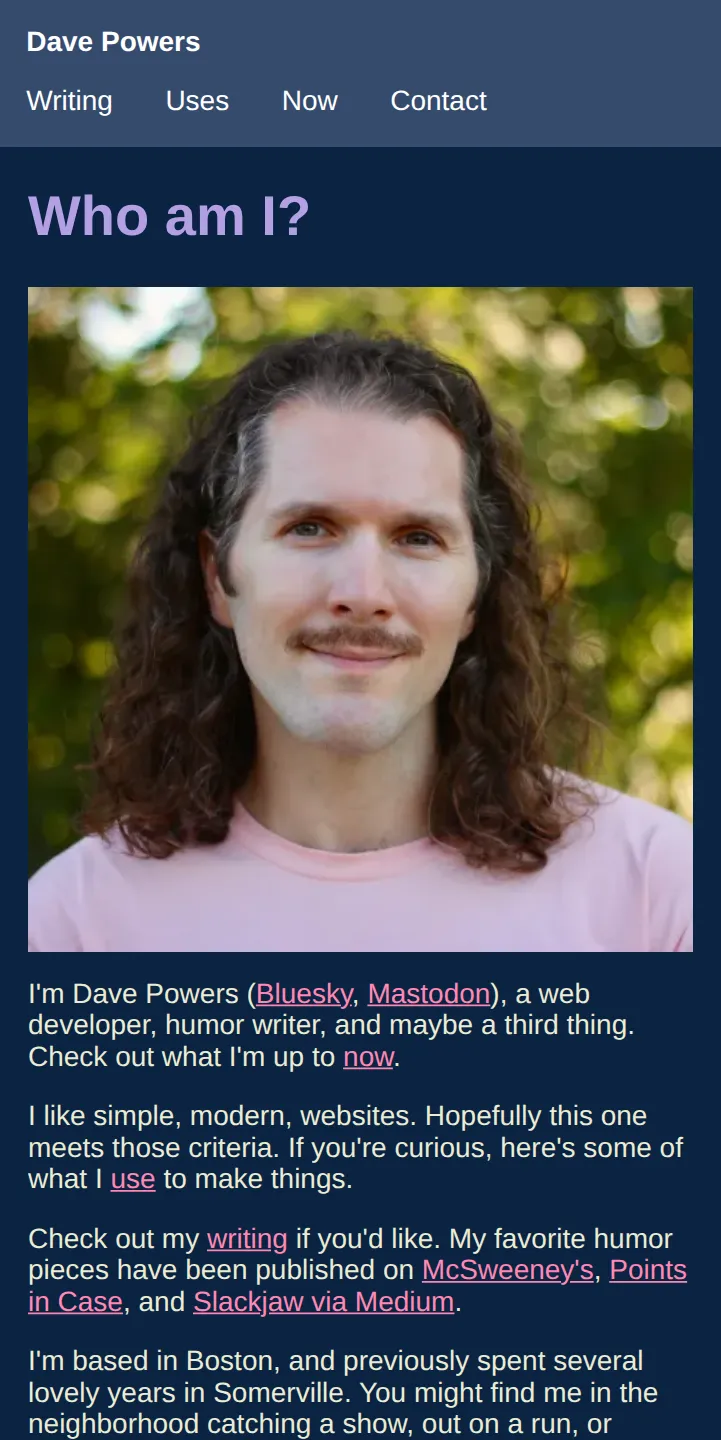 Dave Powers
Writing Uses Now Contact
Who am I?
I'm Dave Powers (Bluesky, Mastodon), a web
developer, humor writer, and maybe a third thing.
Check out what I'm up to now.
I like simple, modern, websites. Hopefully this one
meets those criteria. If you're curious, here's some of
what I use to make things.
Check out my writing if you'd like. My favorite humor
pieces have been published on McSweeney's, Points
in Case, and Slackjaw via Medium.
I'm based in Boston, and previously spent several
lovely years in Somerville. You might find me in the
neighborhood catching a show, out on a run, or